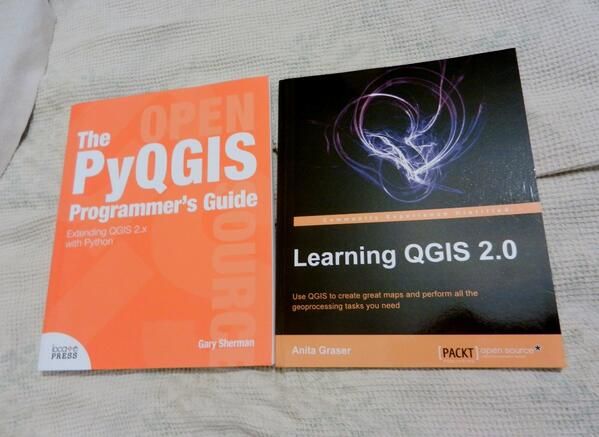 OPEN
SOURCE
The
PyQGIS
Programmer's Guide
Extending QGIS 2.x
with Python
Gary Sherman
locate
PRESS
Community Experience Distilled
Learning QGIS 2.0
Use QGIS to create great maps and perform all the
geoprocessing tasks you need
Anita Graser
[PACKT] open source*